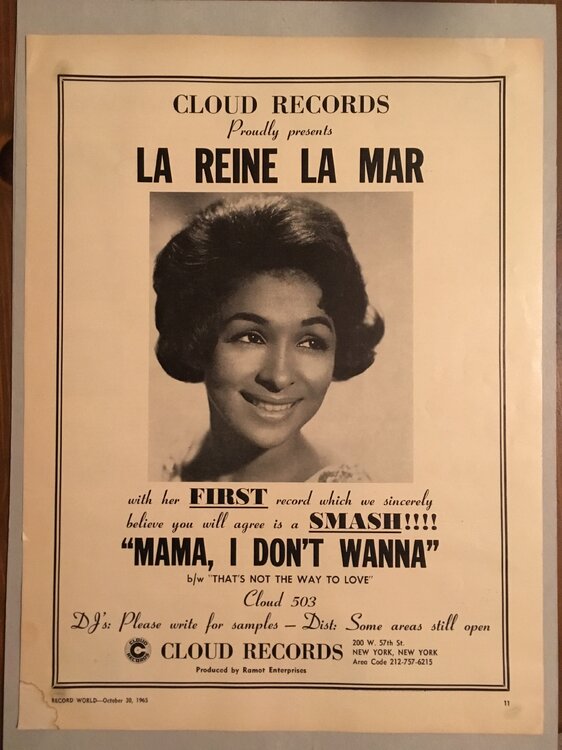 CLOUD RECORDS
Proudly presents
LA REINE LA MAR
with her FIRST record which we sincerely
believe you will agree is a SMASH!!!!
"MAMA, I DON'T WANNA"
b/w "THAT'S NOT THE WAY TO LOVE"
Cloud 503
DJ's: Please write for samples — Dist: Some areas still open
CLOUD
C
RECORDS
CLOUD RECORDS
200 W. 57th St.
NEW YORK, NEW YORK
Area Code 212-757-6215
Produced by Ramot Enterprises
RECORD WORLD—October 30, 1965
11